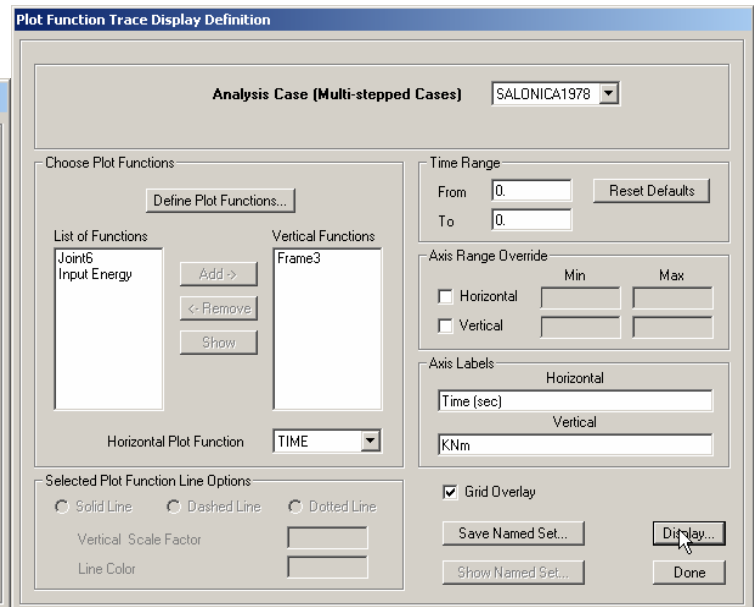 Plot Function Trace Display Definition
Analysis Case (Multi-stepped Cases) SALONICA1978
Choose Plot Functions
Define Plot Functions...
List of Functions Vertical Functions
Joint6
Input Energy
Frame3
Add ->
<- Remove
Show
Horizontal Plot Function TIME
Selected Plot Function Line Options
Solid Line Dashed Line Dotted Line
Vertical Scale Factor
Line Color
Time Range
From 0. Reset Defaults
To 0.
Axis Range Override
Min Max
Horizontal
Vertical
Axis Labels
Horizontal
Time (sec)
Vertical
KNm
Grid Overlay
Save Named Set... Display...
Show Named Set... Done